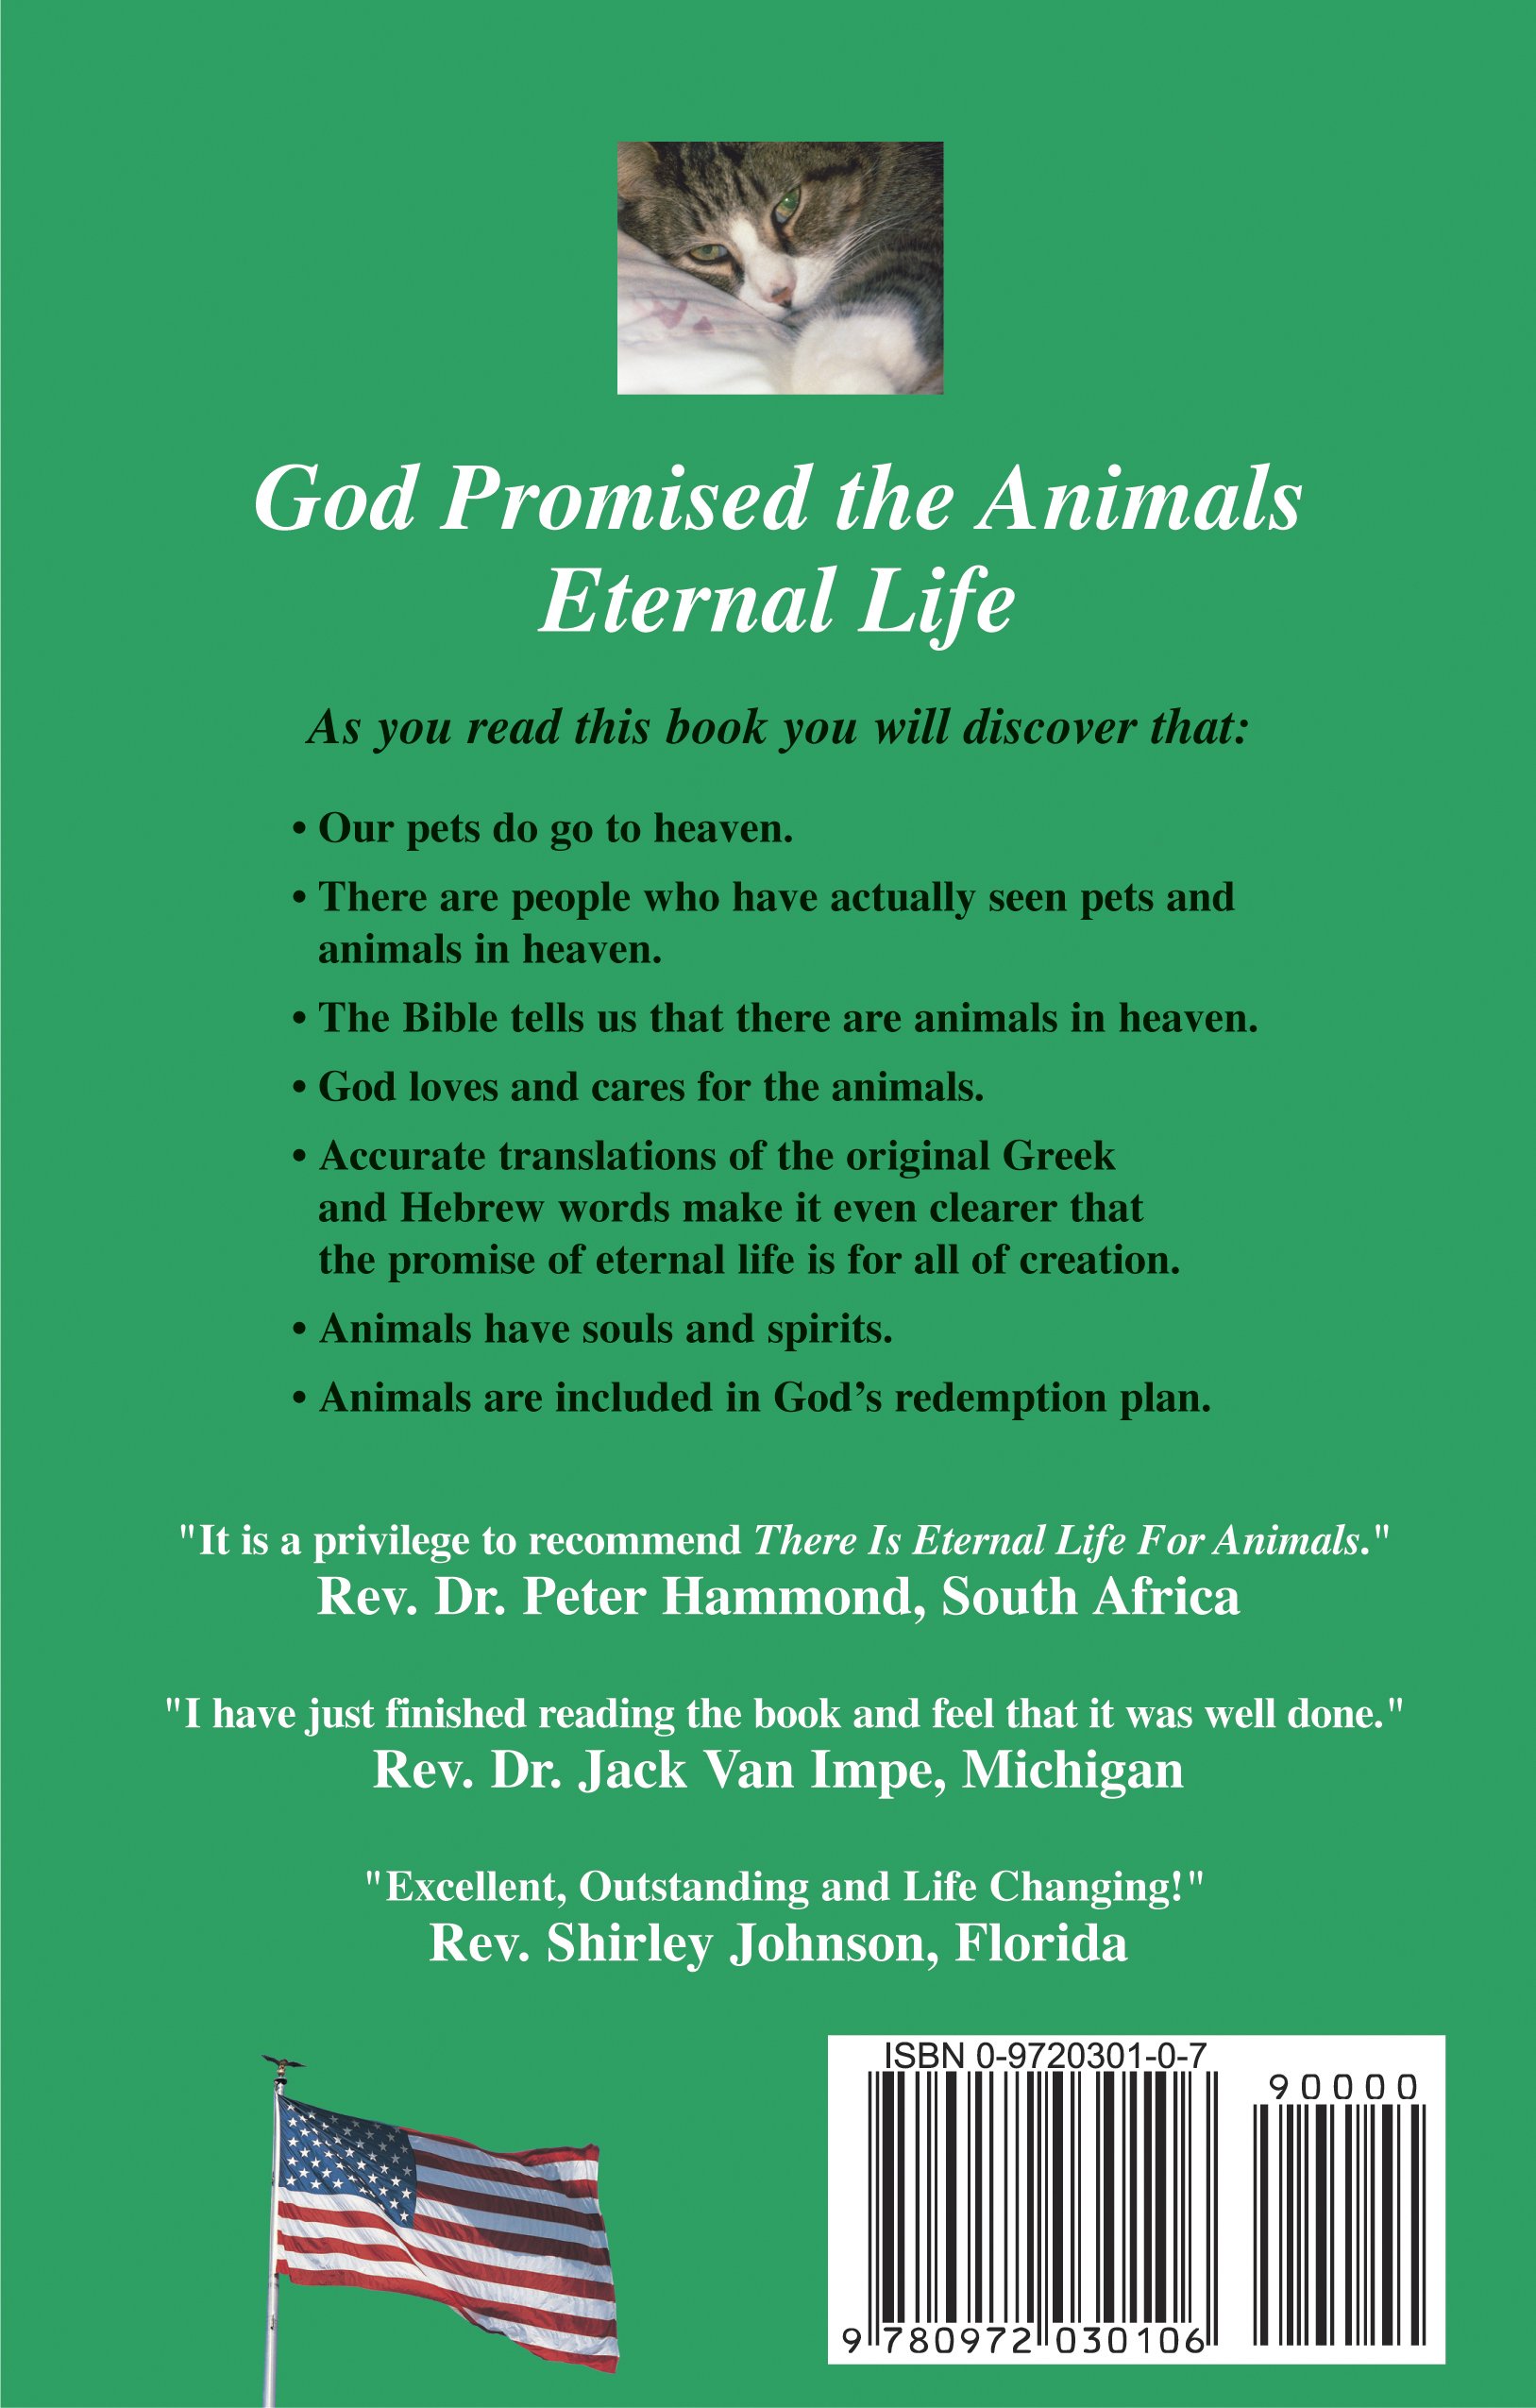 God Promised the Animals
Eternal Life
As you read this book you will discover that:
• Our pets do go to heaven.
• There are people who have actually seen pets and
animals in heaven.
• The Bible tells us that there are animals in heaven.
• God loves and cares for the animals.
• Accurate translations of the original Greek
and Hebrew words make it even clearer that
the promise of eternal life is for all of creation.
• Animals have souls and spirits.
• Animals are included in God’s redemption plan.
"It is a privilege to recommend There Is Eternal Life For Animals."
Rev. Dr. Peter Hammond, South Africa
"I have just finished reading the book and feel that it was well done."
Rev. Dr. Jack Van Impe, Michigan
"Excellent, Outstanding and Life Changing!"
Rev. Shirley Johnson, Florida
ISBN 0-9720301-0-7
90000
9 780972 030106